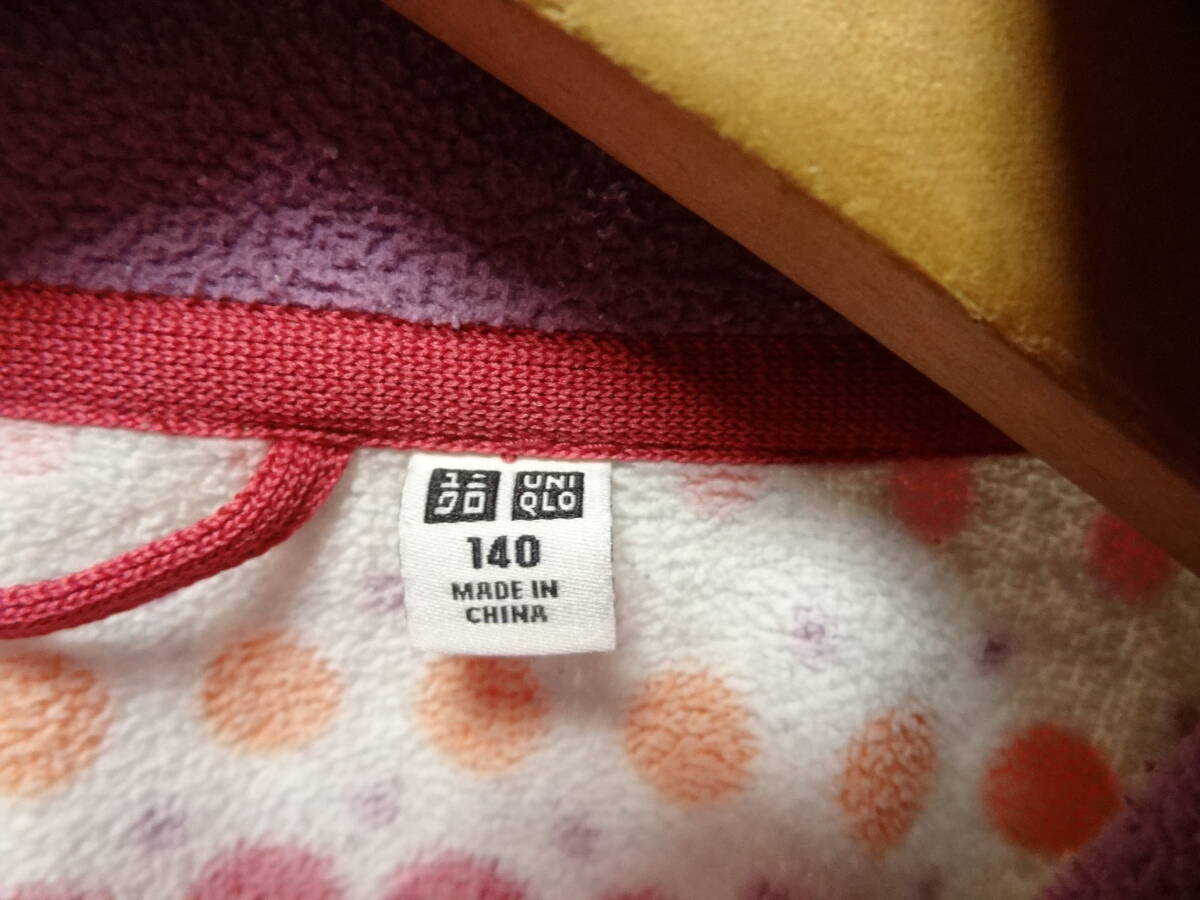 ユニ UNI
クロ QLO
140
MADE IN
CHINA